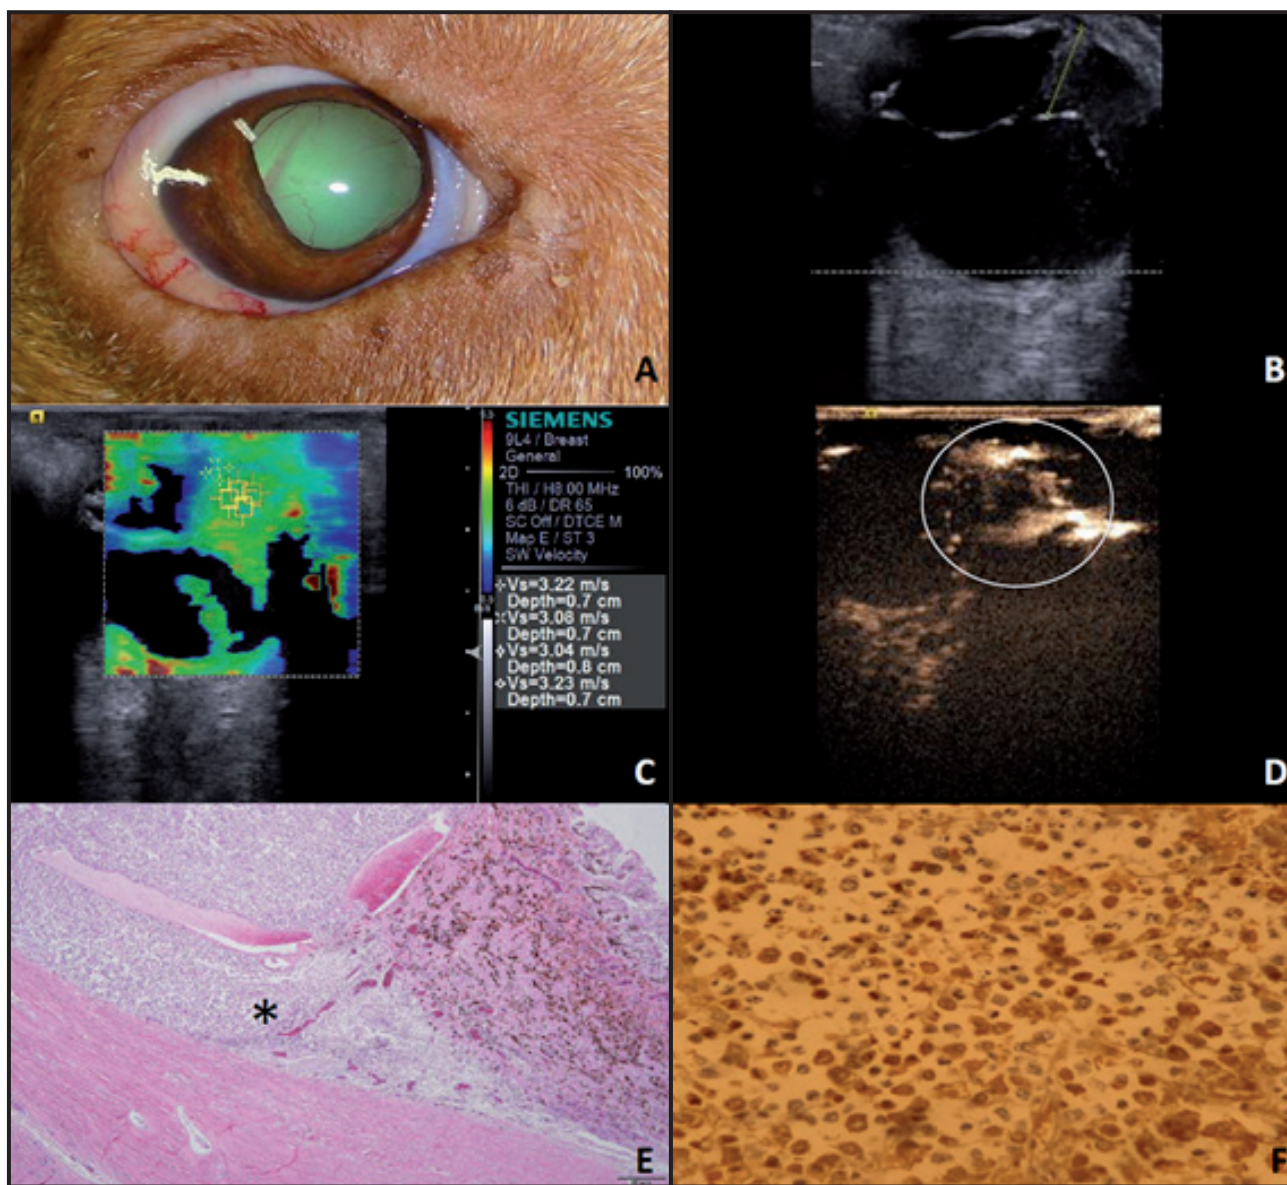 A
B
SIEMENS
9L4 / Breast
General
2D 100%
THI / H8.00 MHz
6 dB / DR 65
SC Off / DTCE M
Map E / ST 3
SW Velocity
Vs=3.22 m/s
Depth=0.7 cm
Vs=3.08 m/s
Depth=0.7 cm
Vs=3.04 m/s
Depth=0.8 cm
Vs=3.23 m/s
Depth=0.7 cm
C
D
*
E
F